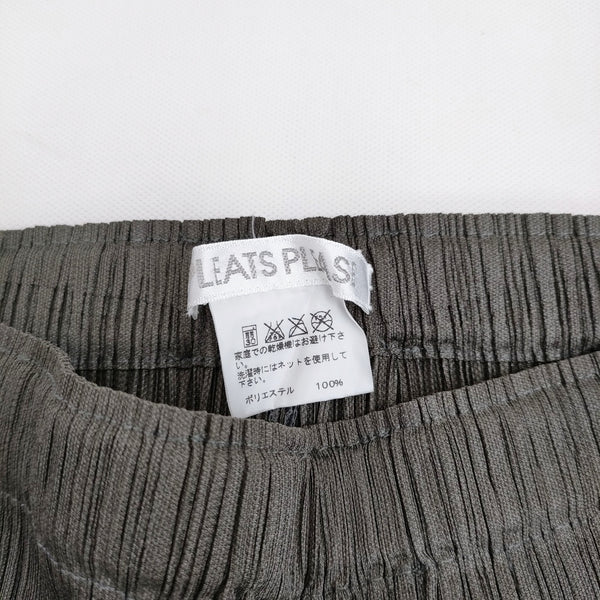 LEATS PLEASE
家庭での乾燥機はお避け下さ
い。
洗濯時にはネットを使用して
下さい。
ポリエステル 100%